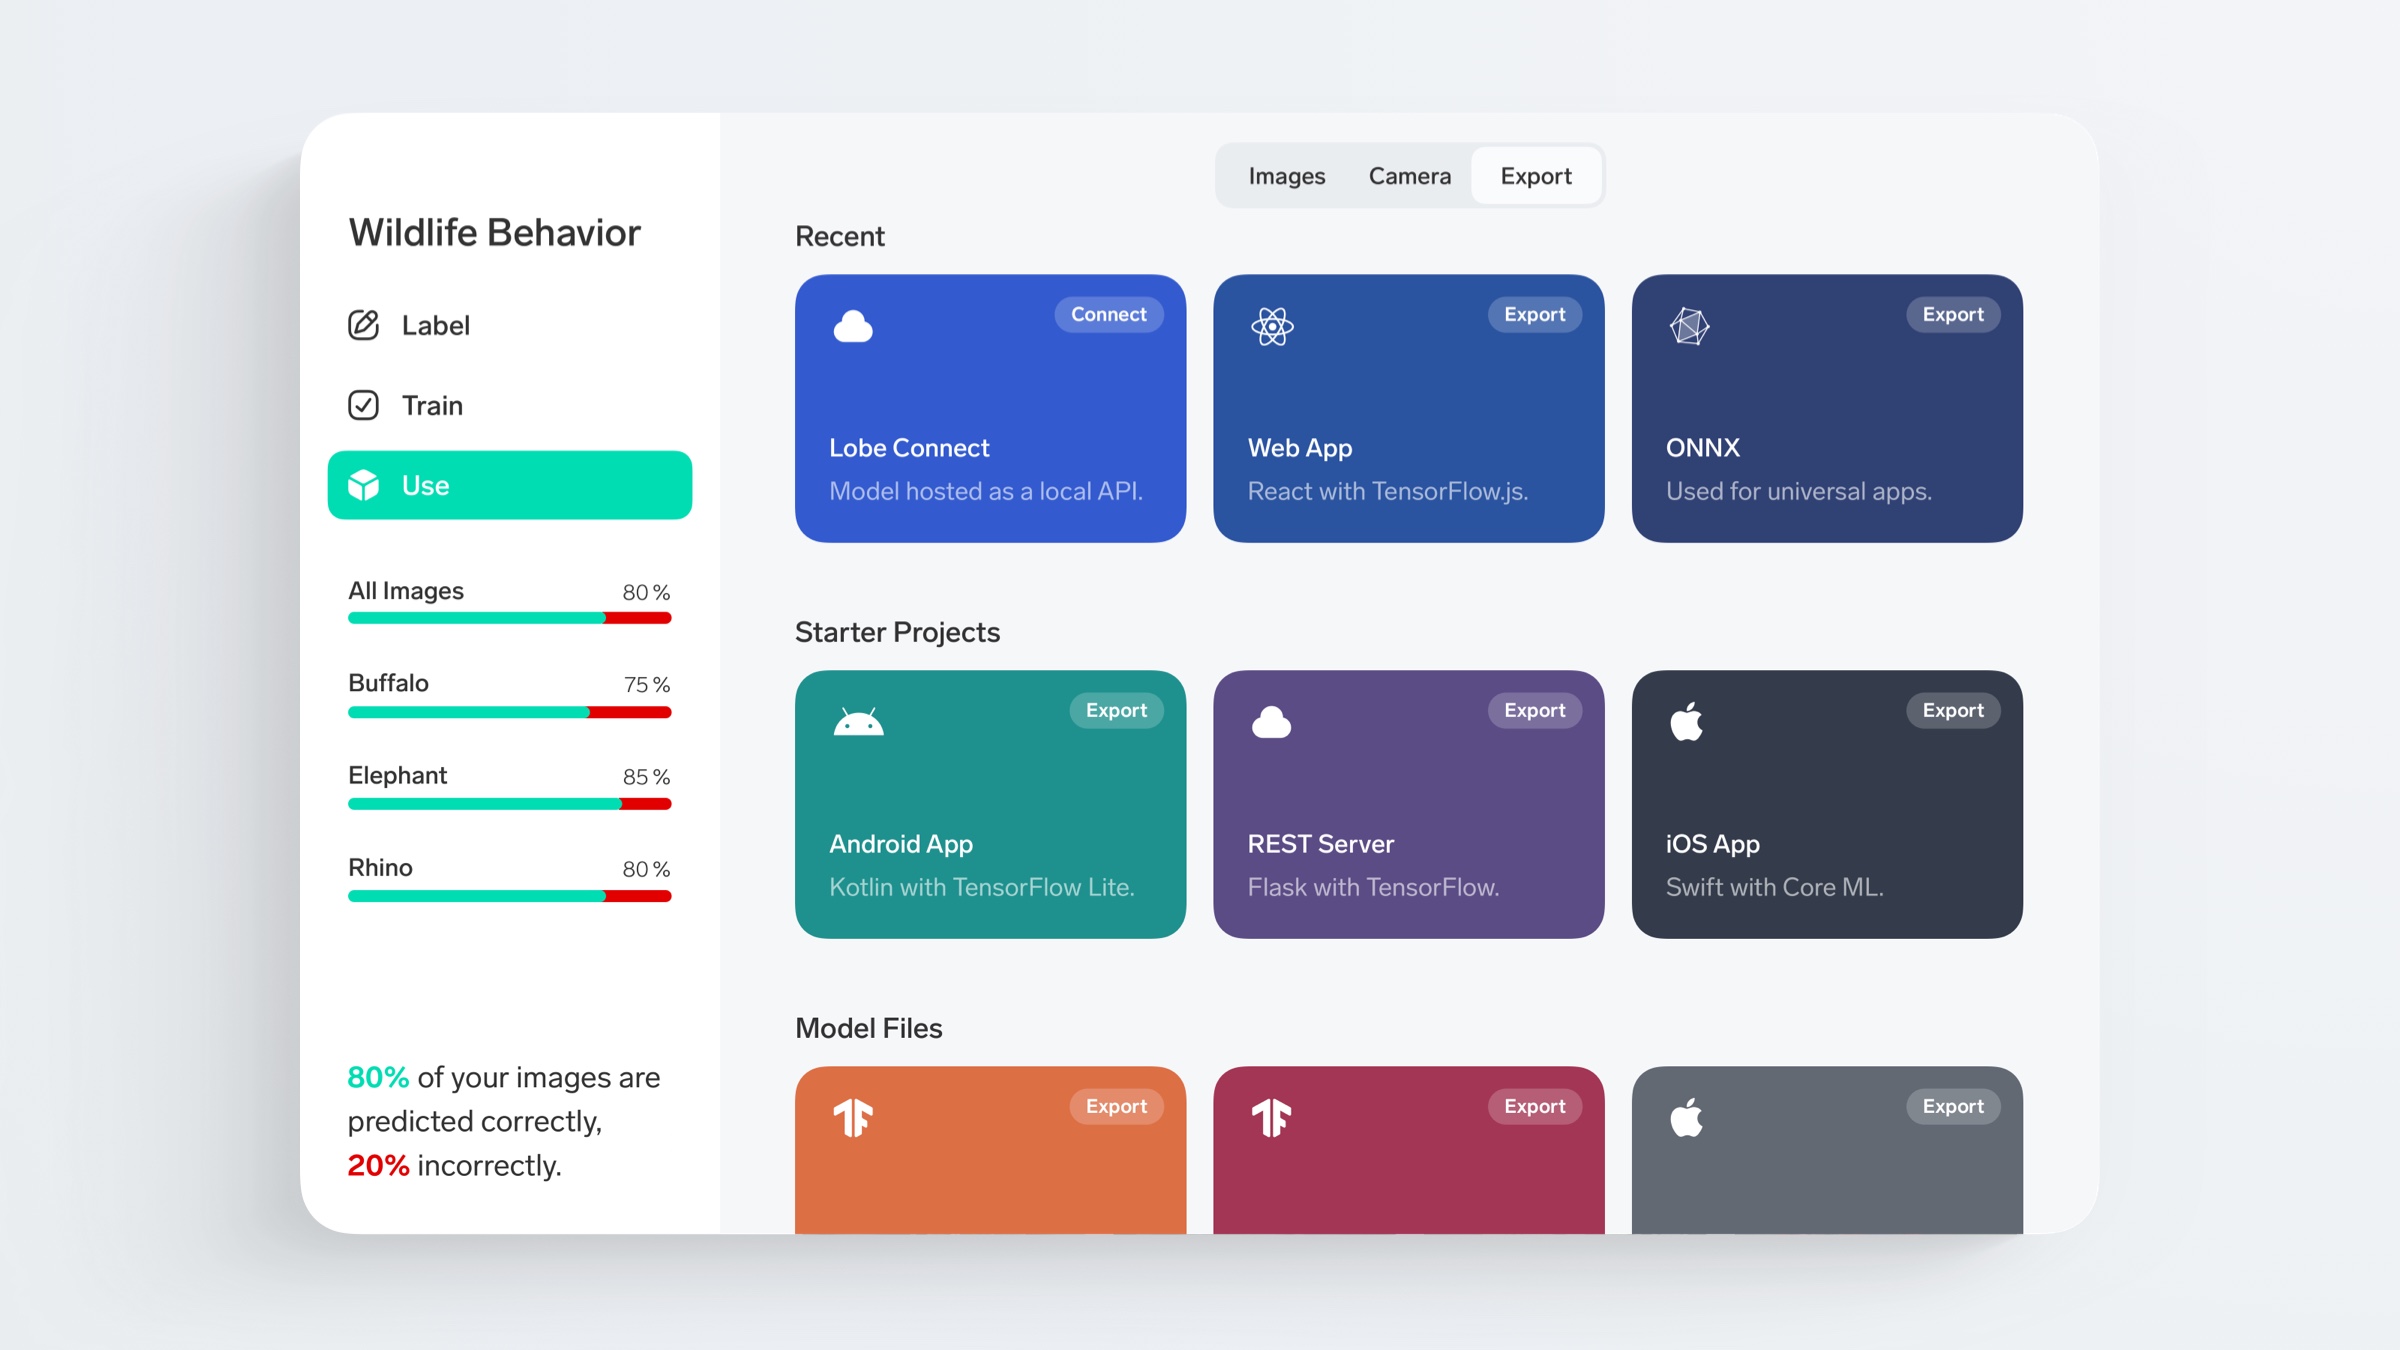 Wildlife Behavior
Label
Train
Use
All Images 80 %
Buffalo 75 %
Elephant 85 %
Rhino 80 %
80% of your images are
predicted correctly,
20% incorrectly.
Images Camera Export
Recent
Connect
Lobe Connect
Model hosted as a local API.
Export
Web App
React with TensorFlow.js.
Export
ONNX
Used for universal apps.
Starter Projects
Export
Android App
Kotlin with TensorFlow Lite.
Export
REST Server
Flask with TensorFlow.
Export
iOS App
Swift with Core ML.
Model Files
Export
Export
Export